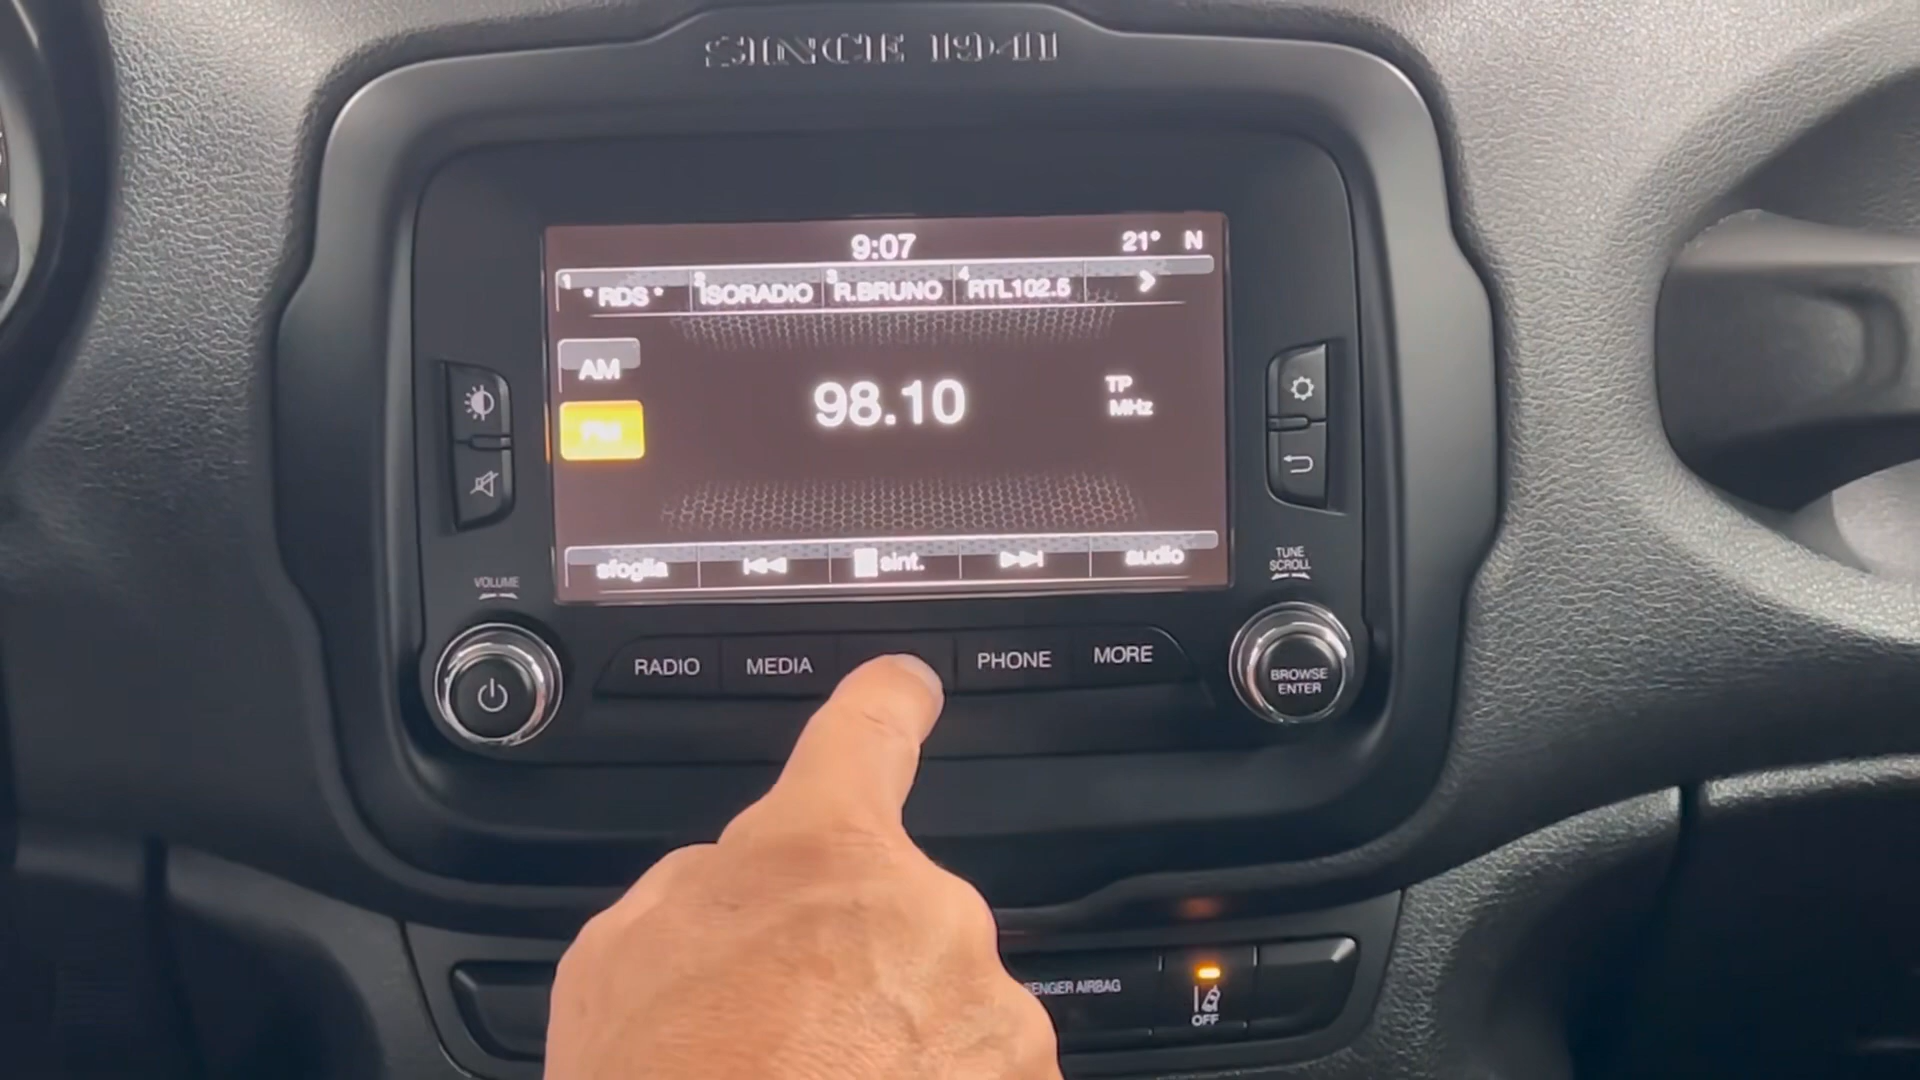 SINCE 1941
9:07
21° N
1 * RDS *
2 ISORADIO
3 R.BRUNO
4 RTL102.5
>
AM
98.10
TP
MHz
FM
sfoglia
sint.
audio
VOLUME
TUNE
SCROLL
RADIO
MEDIA
PHONE
MORE
BROWSE
ENTER
AIRBAG
OFF